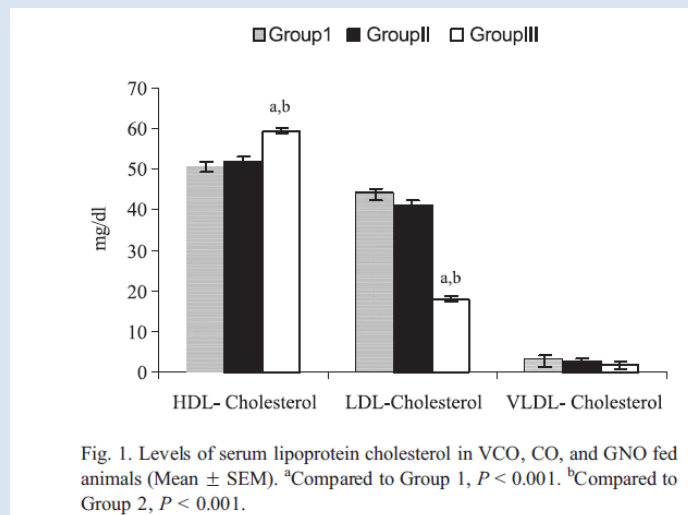 Group1 GroupII GroupIII
70
60
50
40
30
20
10
0
mg/dl
a,b
a,b
HDL- Cholesterol LDL-Cholesterol VLDL- Cholesterol
Fig. 1. Levels of serum lipoprotein cholesterol in VCO, CO, and GNO fed
animals (Mean ± SEM). ᵃCompared to Group 1, P < 0.001. ᵇCompared to
Group 2, P < 0.001.